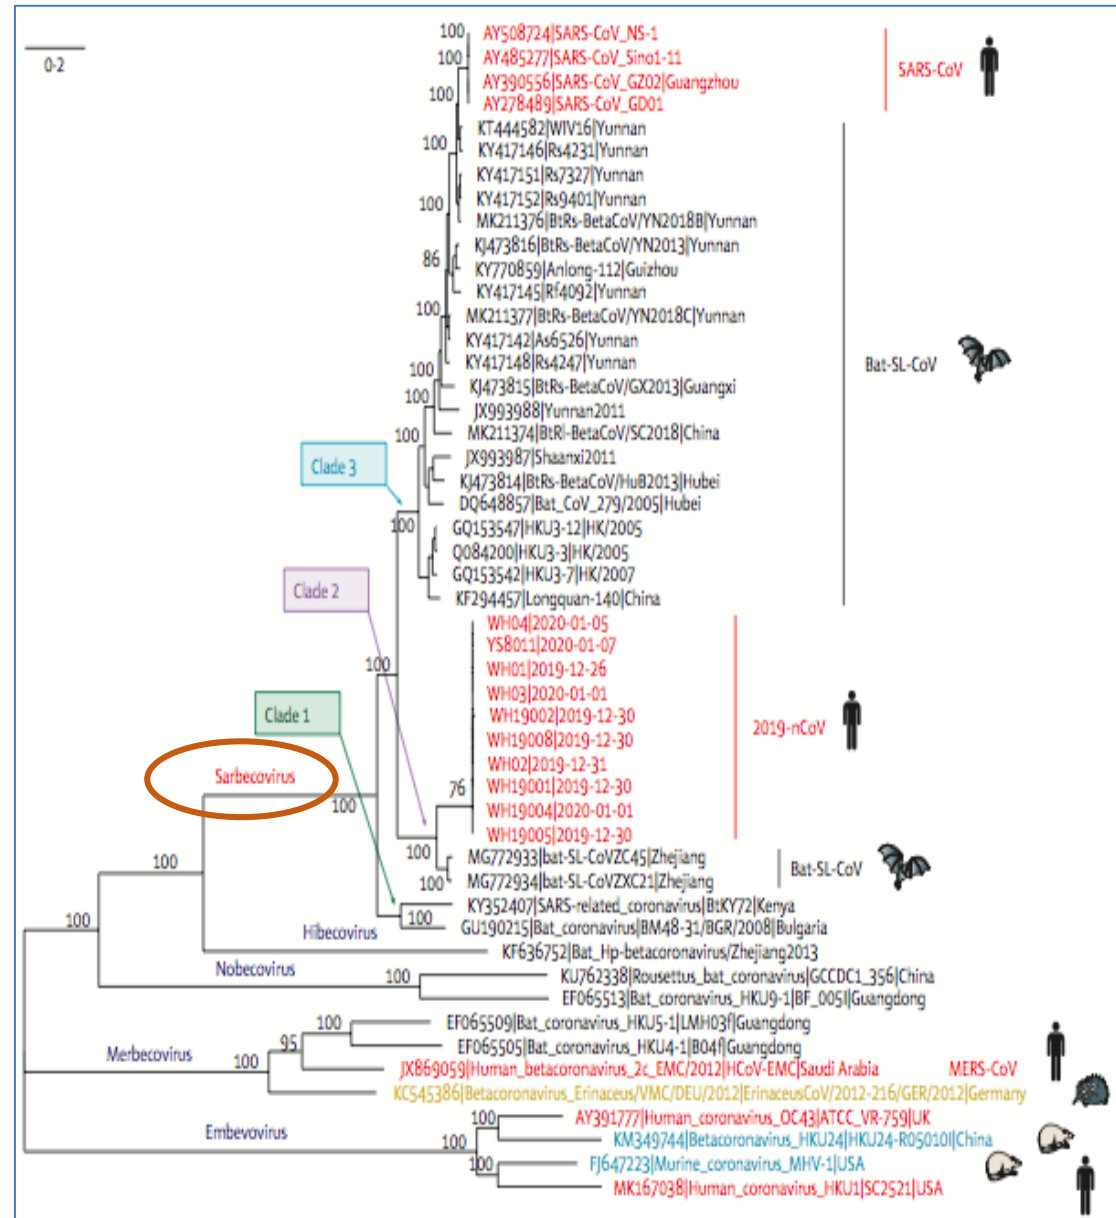 0-2
100
AY508724|SARS-CoV_NS-1
100
AY485277|SARS-CoV_Sino1-11
AY390556|SARS-CoV_GZ02|Guangzhou
SARS-CoV
100
AY278489|SARS-CoV_GD01
KT444582|WIV16|Yunnan
100
KY417146|Rs4231|Yunnan
KY417151|Rs7327|Yunnan
100
KY417152|Rs9401|Yunnan
MK211376|BtRs-BetaCoV/YN2018B|Yunnan
KJ473816|BtRs-BetaCoV/YN2013|Yunnan
86
KY770859|Anlong-112|Guizhou
KY417145|Rf4092|Yunnan
100
MK211377|BtRs-BetaCoV/YN2018C|Yunnan
KY417142|As6526|Yunnan
KY417148|Rs4247|Yunnan
Bat-SL-CoV
100
KJ473815|BtRs-BetaCoV/GX2013|Guangxi
100
JX993988|Yunnan2011
100
MK211374|BtRl-BetaCoV/SC2018|China
JX993987|Shaanxi2011
Clade 3
KJ473814|BtRs-BetaCoV/HuB2013|Hubei
DQ648857|Bat_CoV_279/2005|Hubei
100
GQ153547|HKU3-12|HK/2005
Q084200|HKU3-3|HK/2005
GQ153542|HKU3-7|HK/2007
Clade 2
KF294457|Longquan-140|China
WH04|2020-01-05
YS8011|2020-01-07
100
WH01|2019-12-26
WH03|2020-01-01
Clade 1
WH19002|2019-12-30
2019-nCoV
WH19008|2019-12-30
WH02|2019-12-31
Sarbecovirus
76
WH19001|2019-12-30
100
WH19004|2020-01-01
WH19005|2019-12-30
100
100
MG772933|bat-SL-CoVZC45|Zhejiang
Bat-SL-CoV
100
MG772934|bat-SL-CoVZXC21|Zhejiang
KY352407|SARS-related_coronavirus|BtKY72|Kenya
100
100
GU190215|Bat_coronavirus|BM48-31/BGR/2008|Bulgaria
Hibecovirus
KF636752|Bat_Hp-betacoronavirus/Zhejiang2013
Nobecovirus
100
KU762338|Rousettus_bat_coronavirus|GCCDC1_356|China
EF065513|Bat_coronavirus_HKU9-1|BF_005I|Guangdong
100
EF065509|Bat_coronavirus_HKU5-1|LMH03f|Guangdong
95
EF065505|Bat_coronavirus_HKU4-1|B04f|Guangdong
Merbecovirus
100
JX869059|Human_betacoronavirus_2c_EMC/2012|HCoV-EMC|Saudi Arabia
MERS-CoV
KC545386|Betacoronavirus_Erinaceus/VMC/DEU/2012|ErinaceusCoV/2012-216/GER/2012|Germany
100
AY391777|Human_coronavirus_OC43|ATCC_VR-759|UK
Embevovirus
100
KM349744|Betacoronavirus_HKU24|HKU24-R05010I|China
100
FJ647223|Murine_coronavirus_MHV-1|USA
MK167038|Human_coronavirus_HKU1|SC2521|USA